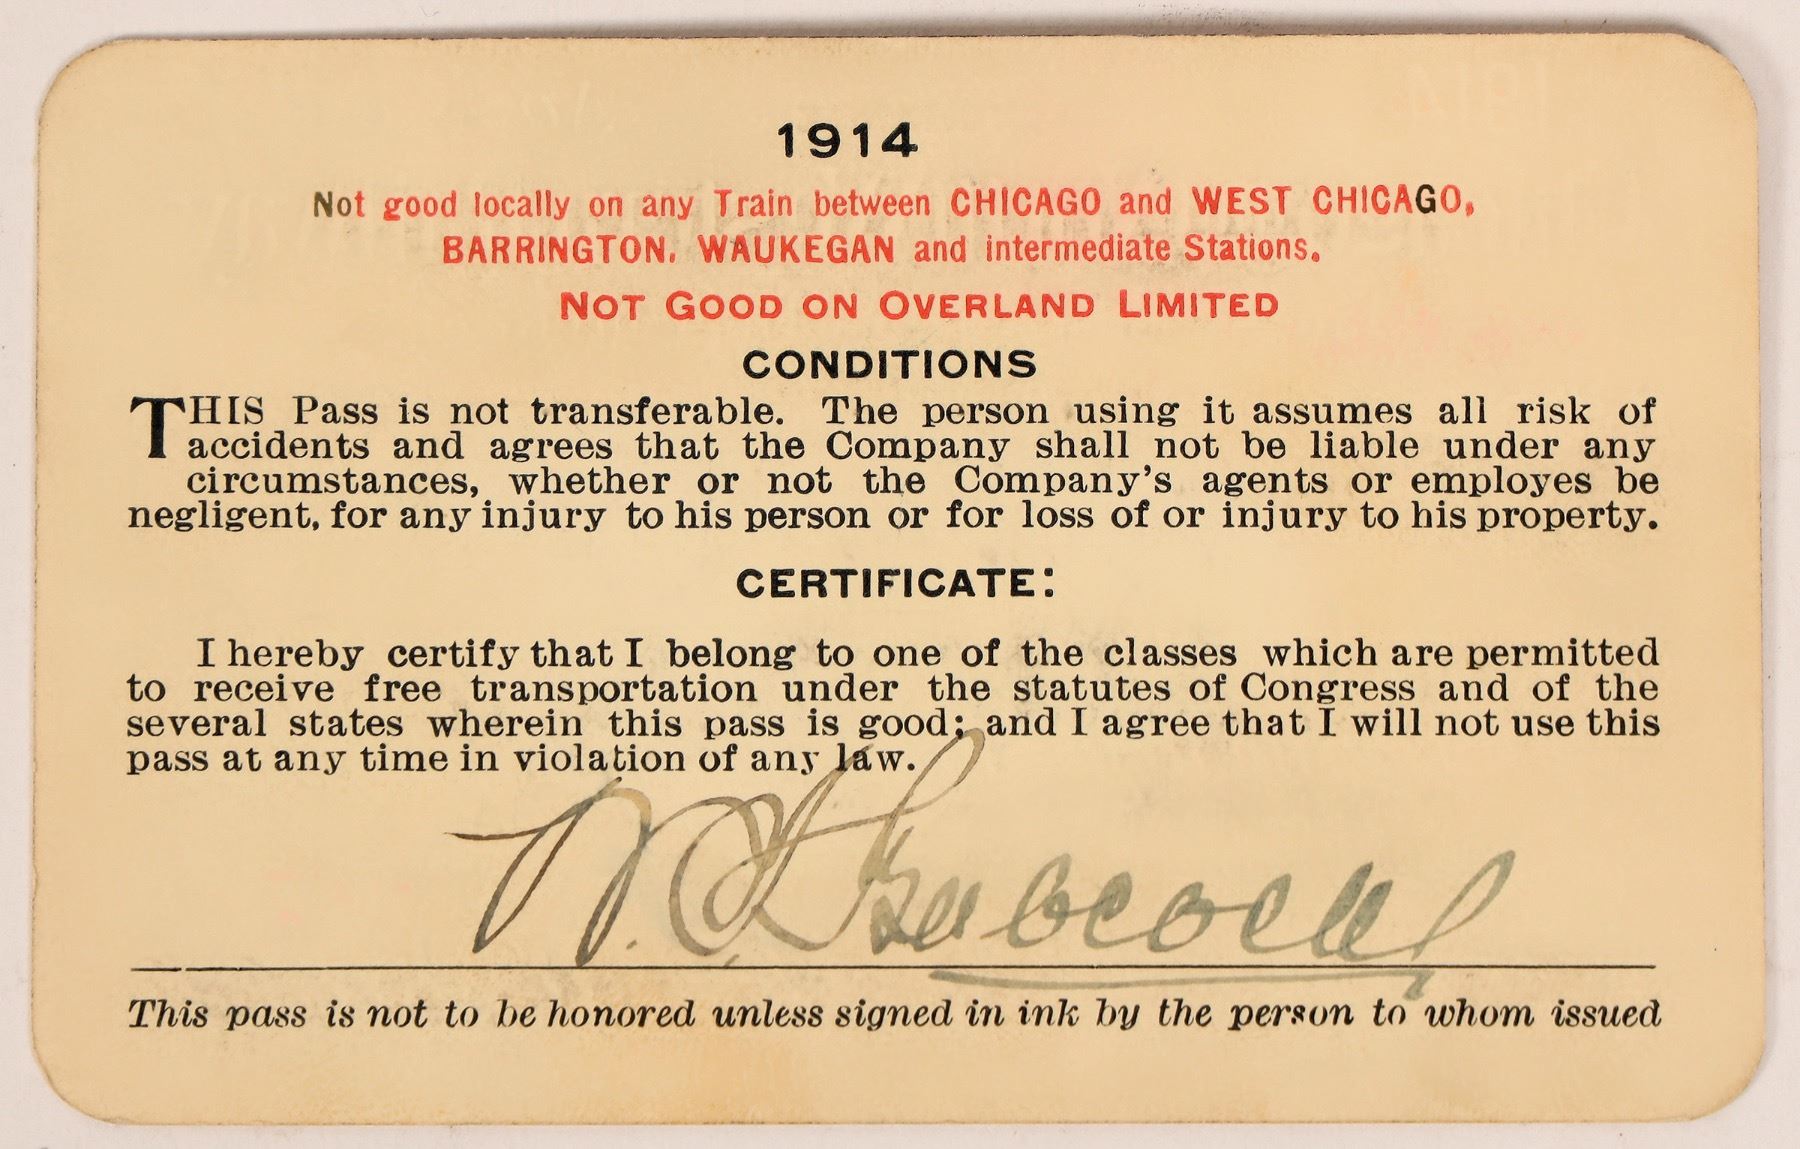 1914
Not good locally on any Train between CHICAGO and WEST CHICAGO,
BARRINGTON, WAUKEGAN and intermediate Stations.
NOT GOOD ON OVERLAND LIMITED
CONDITIONS
THIS Pass is not transferable. The person using it assumes all risk of
accidents and agrees that the Company shall not be liable under any
circumstances, whether or not the Company's agents or employes be
negligent, for any injury to his person or for loss of or injury to his property.
CERTIFICATE:
I hereby certify that I belong to one of the classes which are permitted
to receive free transportation under the statutes of Congress and of the
several states wherein this pass is good; and I agree that I will not use this
pass at any time in violation of any law.
Babcock
This pass is not to be honored unless signed in ink by the person to whom issued